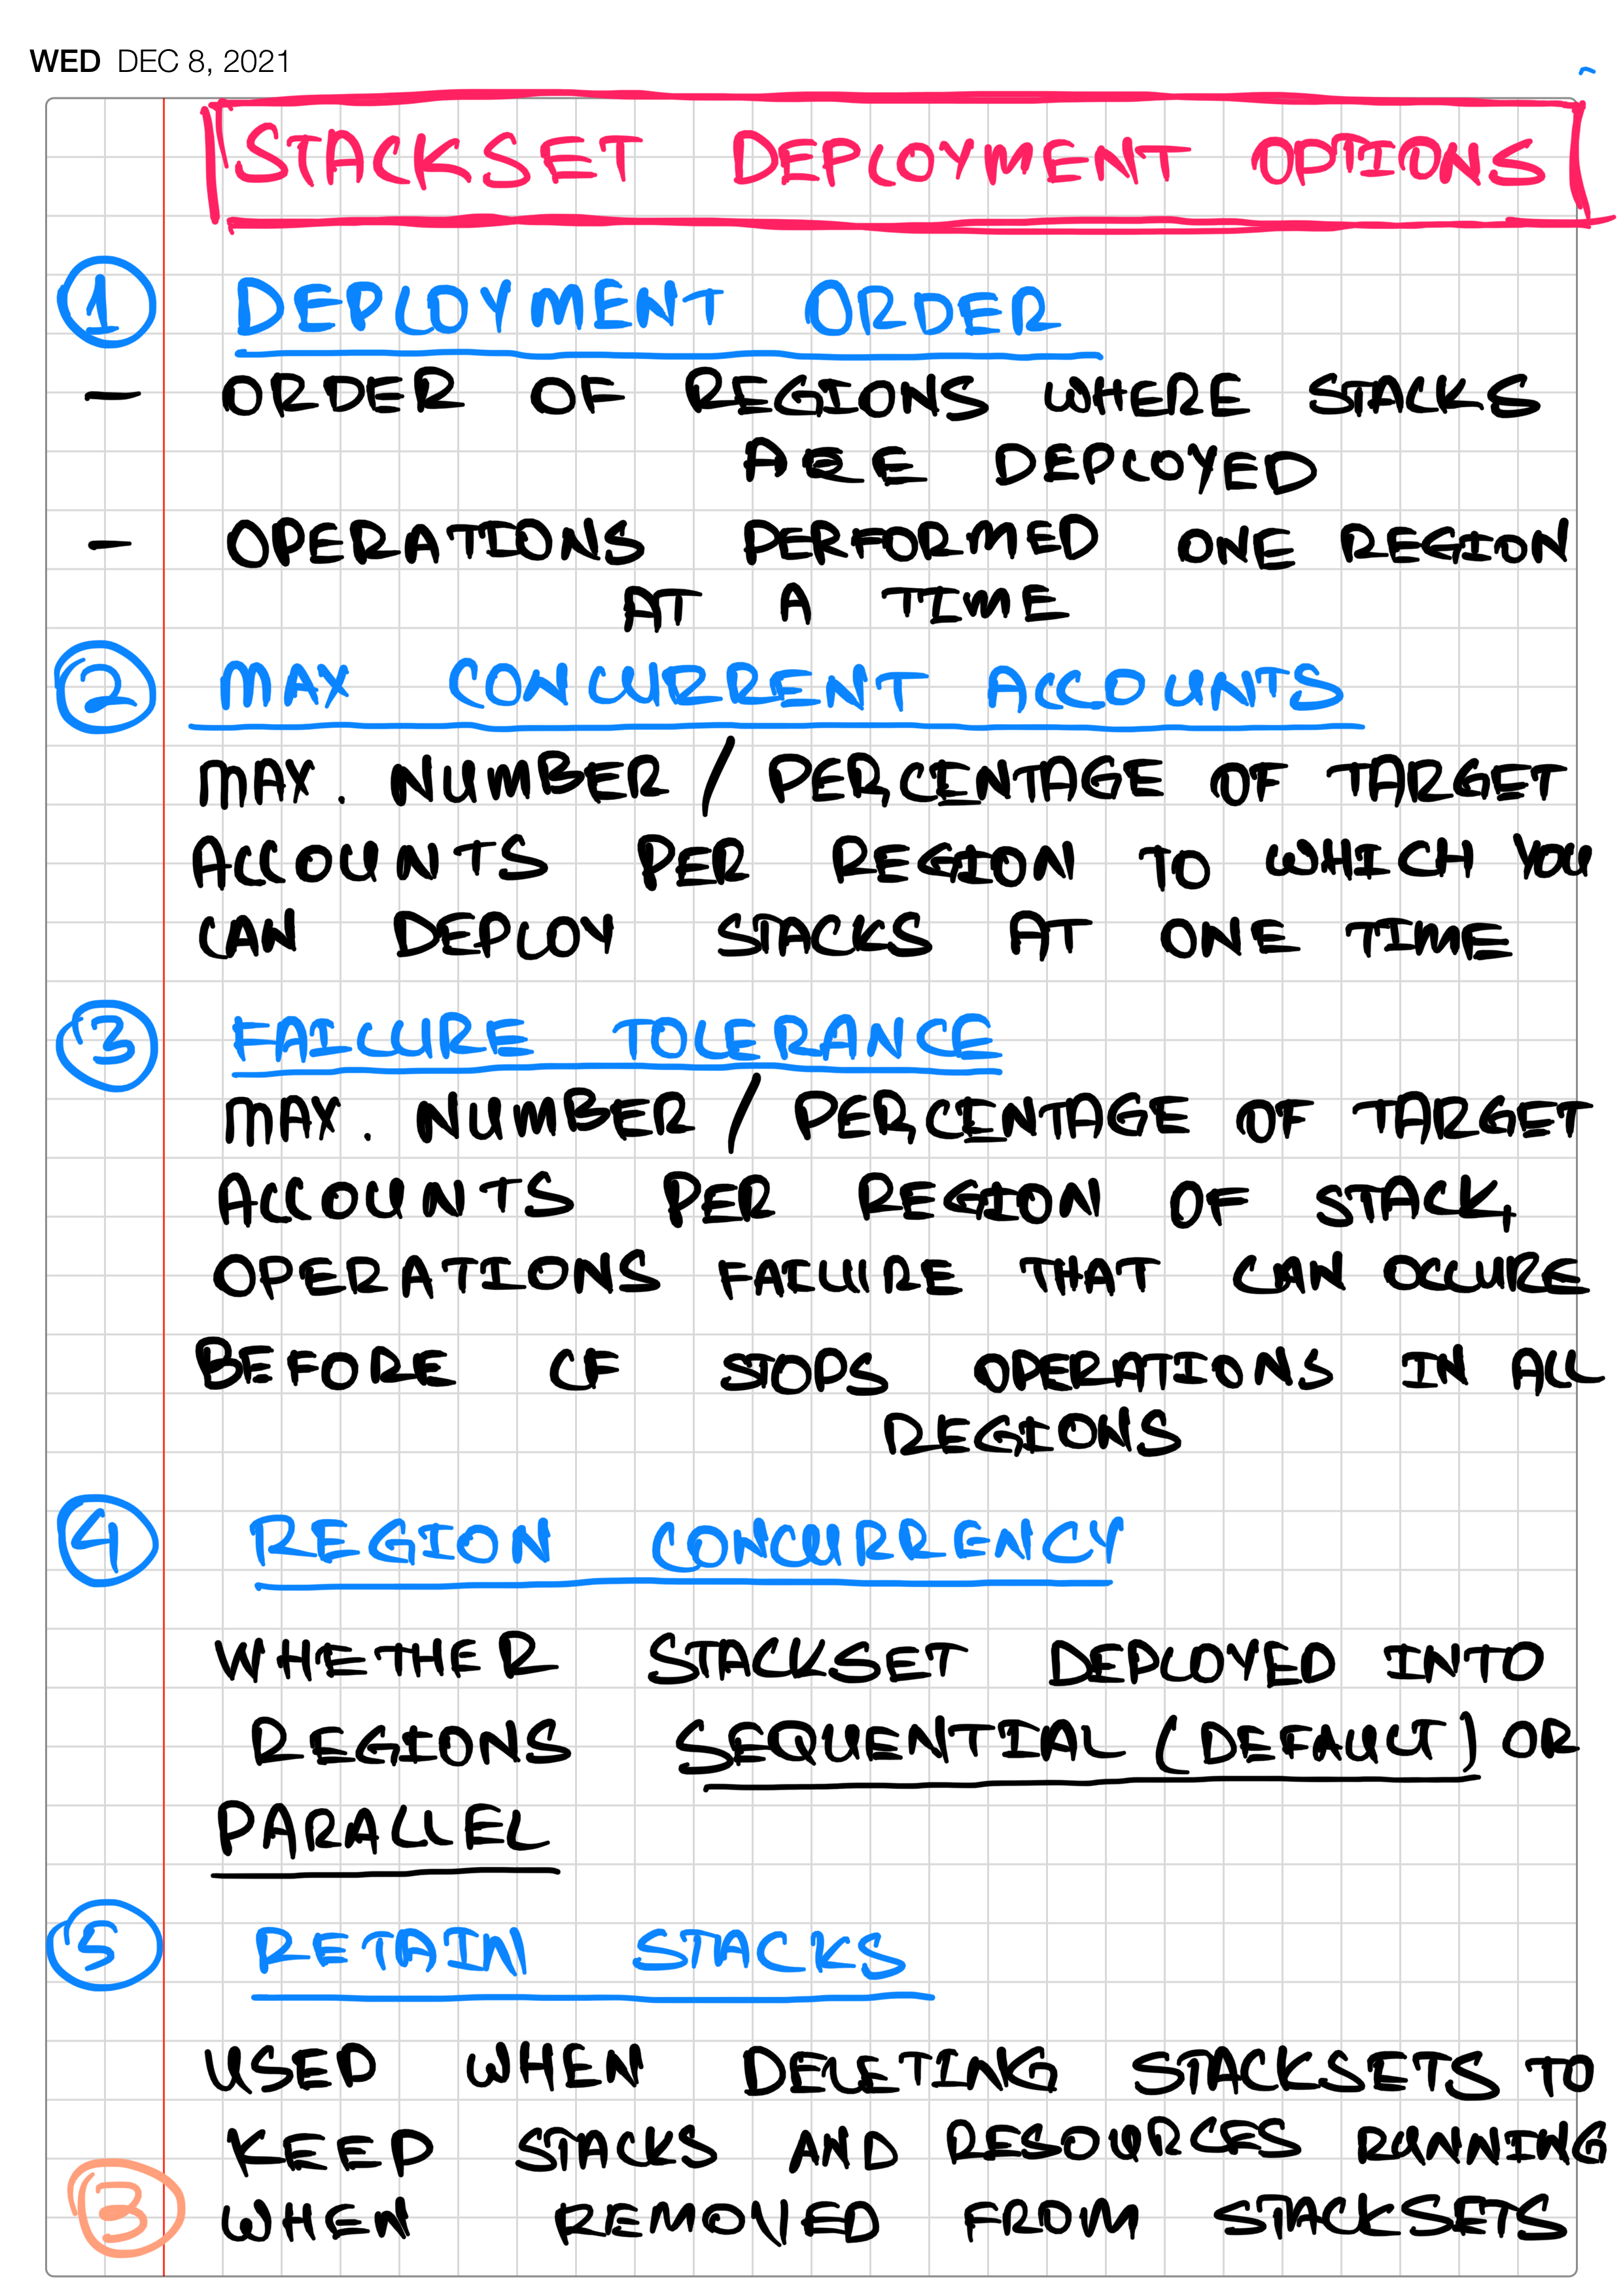 WED DEC 8, 2021
STACKSET DEPLOYMENT OPTIONS
1 DEPLOYMENT ORDER
- ORDER OF REGIONS WHERE STACKS
ARE DEPLOYED
- OPERATIONS PERFORMED ONE REGION
AT A TIME
2 MAX CONCURRENT ACCOUNTS
MAX. NUMBER / PERCENTAGE OF TARGET
ACCOUNTS PER REGION TO WHICH YOU
CAN DEPLOY STACKS AT ONE TIME
3 FAILURE TOLERANCE
MAX. NUMBER / PERCENTAGE OF TARGET
ACCOUNTS PER REGION OF STACK,
OPERATIONS FAILURE THAT CAN OCCURE
BEFORE CF STOPS OPERATIONS IN ALL
REGIONS
4 REGION CONCURRENCY
WHETHER STACKSET DEPLOYED INTO
REGIONS SEQUENTIAL (DEFAULT) OR
PARALLEL
5 RETAIN STACKS
USED WHEN DELETING STACKSETS TO
KEEP STACKS AND RESOURCES RUNNING
3 WHEN REMOVED FROM STACKSETS